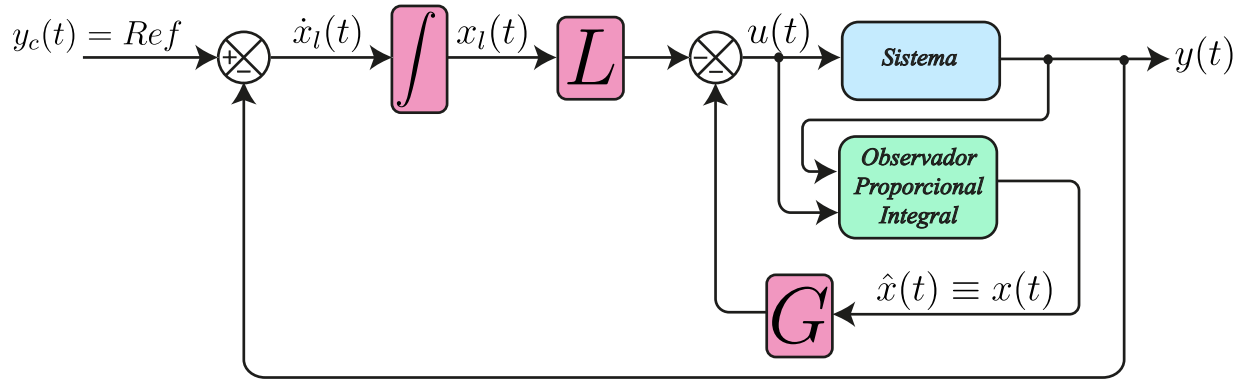 y_c(t) = Ref
+
−
ẋ_l(t)
∫
x_l(t)
L
−
−
u(t)
Sistema
y(t)
Observador
Proporcional
Integral
G
x̂(t) ≡ x(t)